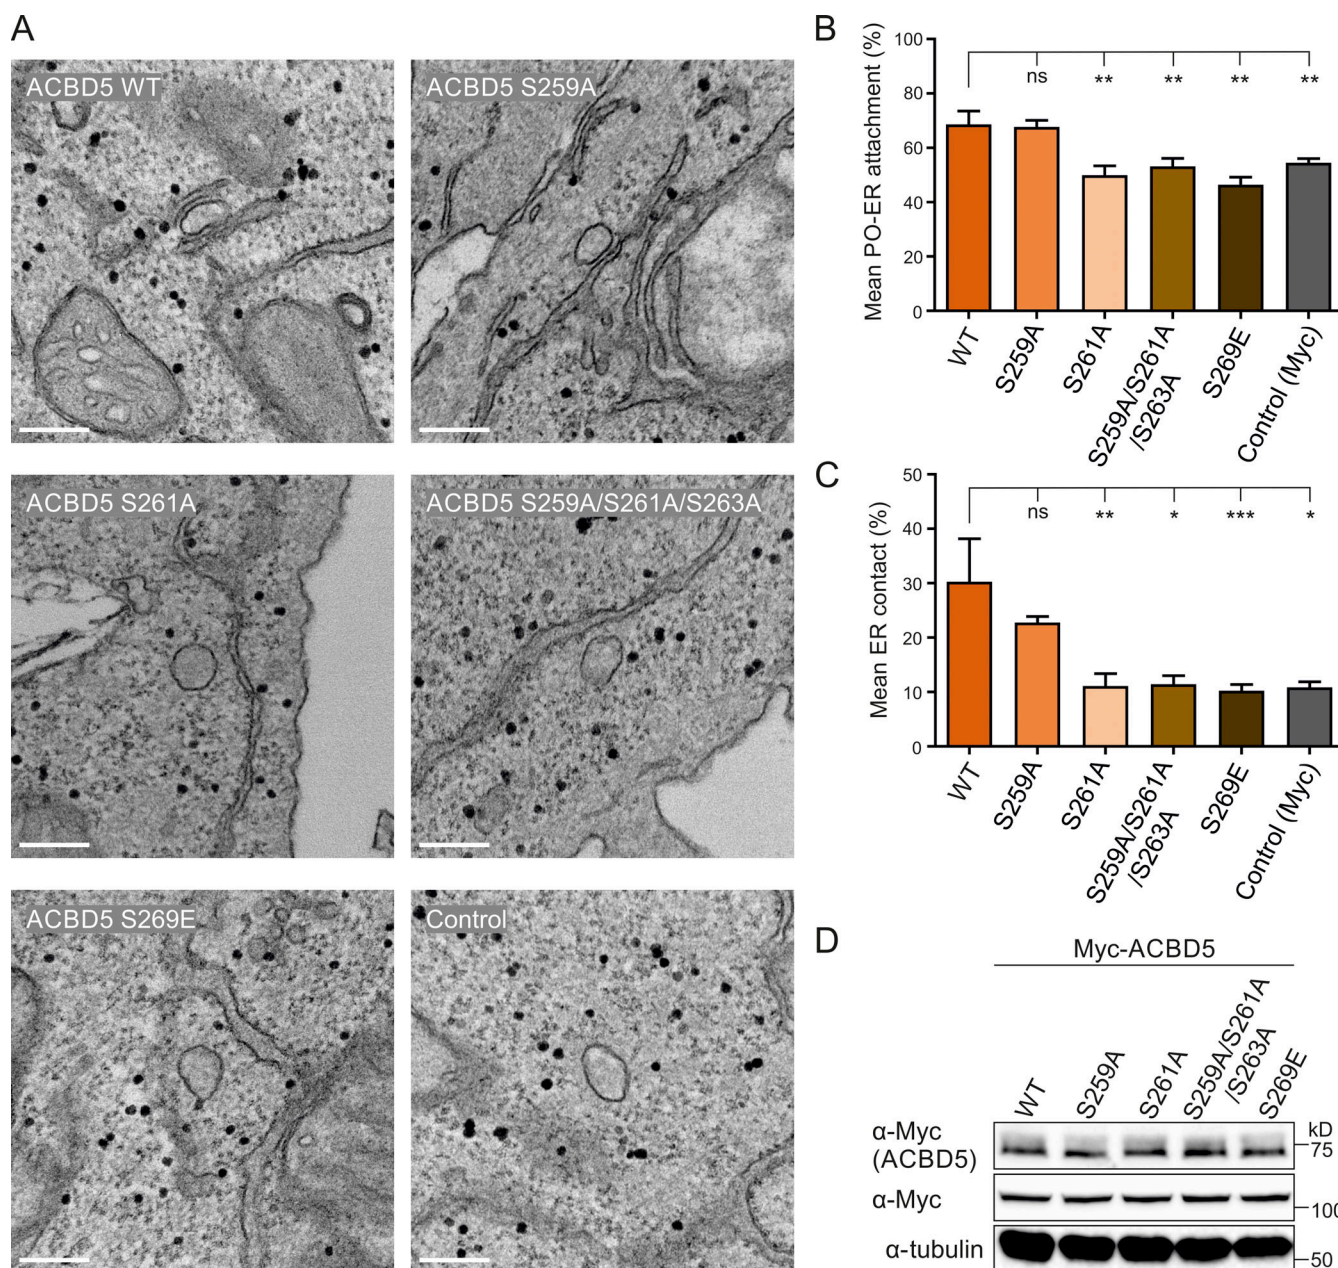 A
ACBD5 WT
ACBD5 S259A
ACBD5 S261A
ACBD5 S259A/S261A/S263A
ACBD5 S269E
Control
B
Mean PO-ER attachment (%)
100
80
60
40
20
0
ns
**
**
**
**
WT
S259A
S261A
S259A/S261A
/S263A
S269E
Control (Myc)
C
Mean ER contact (%)
50
40
30
20
10
0
ns
**
*
***
*
WT
S259A
S261A
S259A/S261A
/S263A
S269E
Control (Myc)
D
Myc-ACBD5
WT
S259A
S261A
S259A/S261A
/S263A
S269E
kD
α-Myc
(ACBD5)
75
α-Myc
100
α-tubulin
50